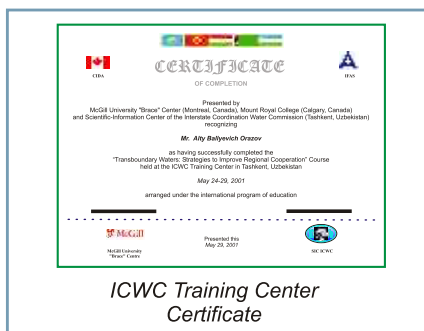 CERTIFICATE
OF COMPLETION
CIDA
IFAS
Presented by
McGill University "Brace" Center (Montreal, Canada), Mount Royal College (Calgary, Canada)
and Scientific-Information Center of the Interstate Coordination Water Commission (Tashkent, Uzbekistan)
recognizing
Mr. Alty Ballyevich Orazov
as having successfully completed the
"Transboundary Waters: Strategies to Improve Regional Cooperation" Course
held at the ICWC Training Center in Tashkent, Uzbekistan
May 24-29, 2001
arranged under the international program of education
McGill
McGill University
"Brace" Centre
Presented this
May 29, 2001
SIC ICWC
ICWC Training Center
Certificate